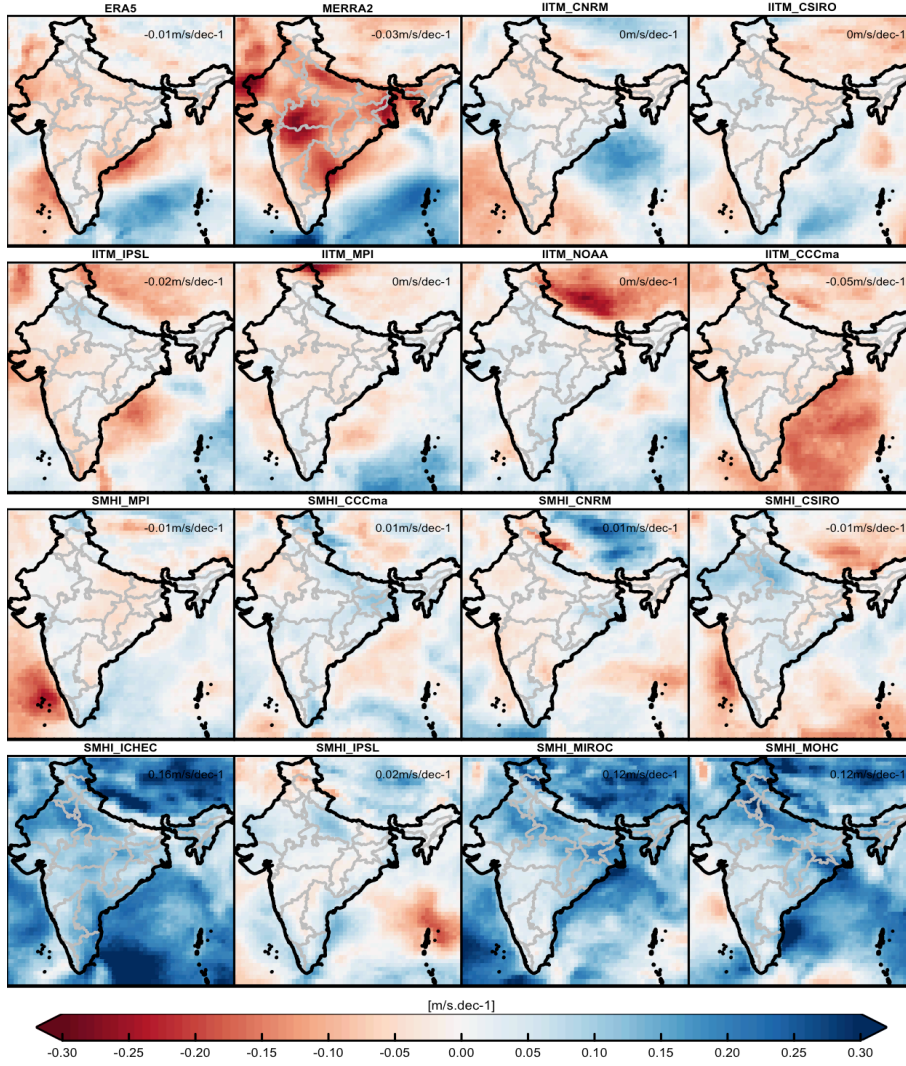 ERA5 MERRA2 IITM_CNRM IITM_CSIRO
-0.01m/s/dec-1 -0.03m/s/dec-1 0m/s/dec-1 0m/s/dec-1
IITM_IPSL IITM_MPI IITM_NOAA IITM_CCCma
-0.02m/s/dec-1 0m/s/dec-1 0m/s/dec-1 -0.05m/s/dec-1
SMHI_MPI SMHI_CCCma SMHI_CNRM SMHI_CSIRO
-0.01m/s/dec-1 0.01m/s/dec-1 0.01m/s/dec-1 -0.01m/s/dec-1
SMHI_ICHEC SMHI_IPSL SMHI_MIROC SMHI_MOHC
0.16m/s/dec-1 0.02m/s/dec-1 0.12m/s/dec-1 0.12m/s/dec-1
[m/s.dec-1]
-0.30 -0.25 -0.20 -0.15 -0.10 -0.05 0.00 0.05 0.10 0.15 0.20 0.25 0.30